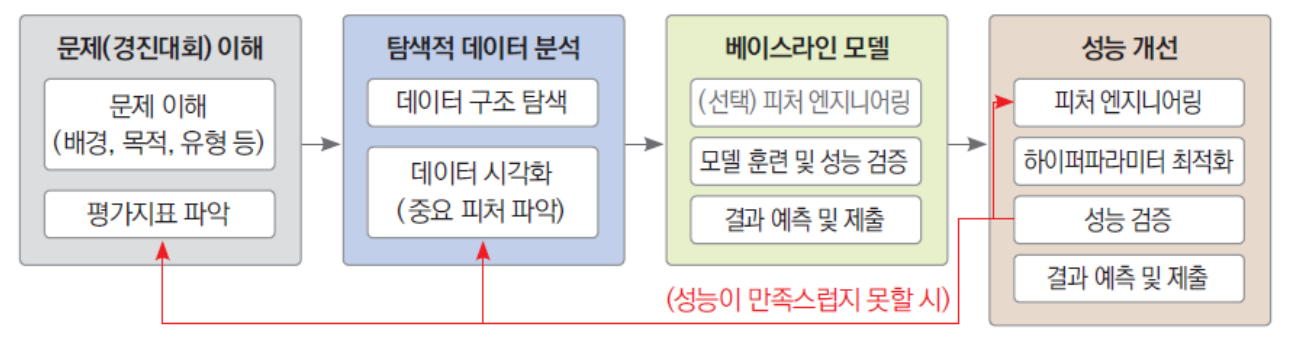 문제(경진대회) 이해
문제 이해
(배경, 목적, 유형 등)
평가지표 파악
탐색적 데이터 분석
데이터 구조 탐색
데이터 시각화
(중요 피처 파악)
베이스라인 모델
(선택) 피처 엔지니어링
모델 훈련 및 성능 검증
결과 예측 및 제출
성능 개선
피처 엔지니어링
하이퍼파라미터 최적화
성능 검증
결과 예측 및 제출
(성능이 만족스럽지 못할 시)